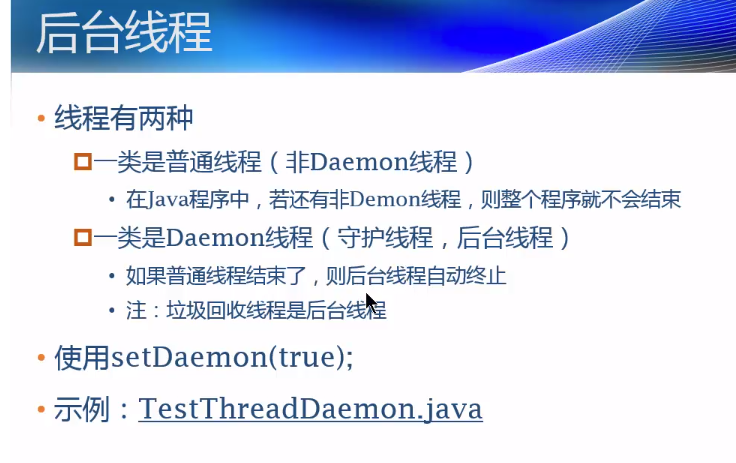 后台线程
线程有两种
一类是普通线程（非Daemon线程）
在Java程序中，若还有非Demon线程，则整个程序就不会结束
一类是Daemon线程（守护线程，后台线程）
如果普通线程结束了，则后台线程自动终止
注：垃圾回收线程是后台线程
使用setDaemon(true);
示例：TestThreadDaemon.java